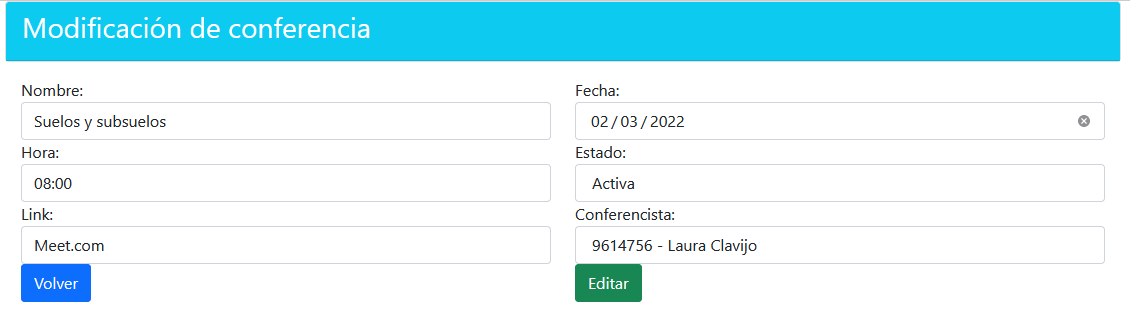 Modificación de conferencia
Nombre:
Fecha:
Suelos y subsuelos
02/03/2022
Hora:
Estado:
08:00
Activa
Link:
Conferencista:
Meet.com
9614756 - Laura Clavijo
Volver
Editar